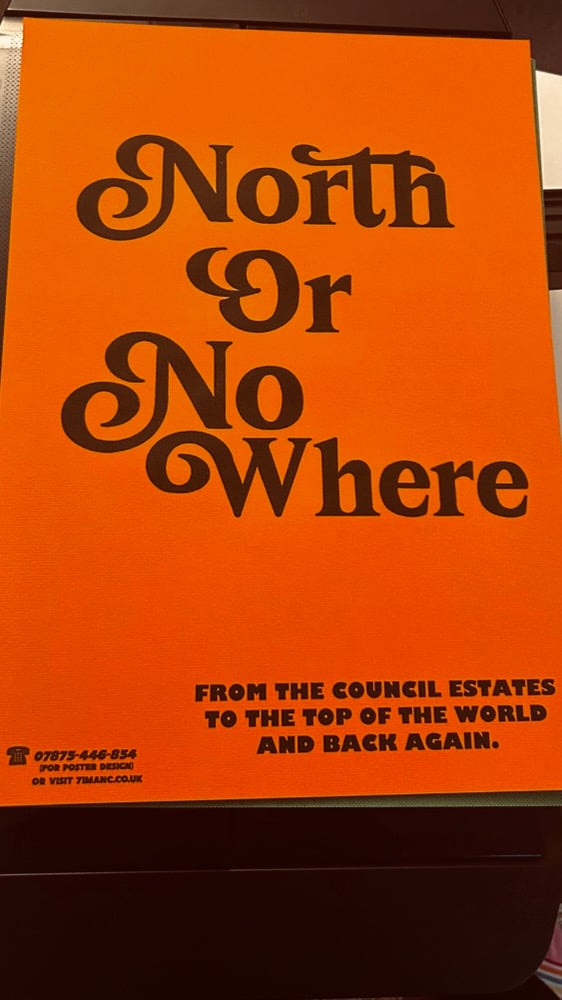 North
Or
No
Where
FROM THE COUNCIL ESTATES
TO THE TOP OF THE WORLD
AND BACK AGAIN.
07875-446-854
(FOR POSTER DESIGN)
OR VISIT 71MANC.CO.UK